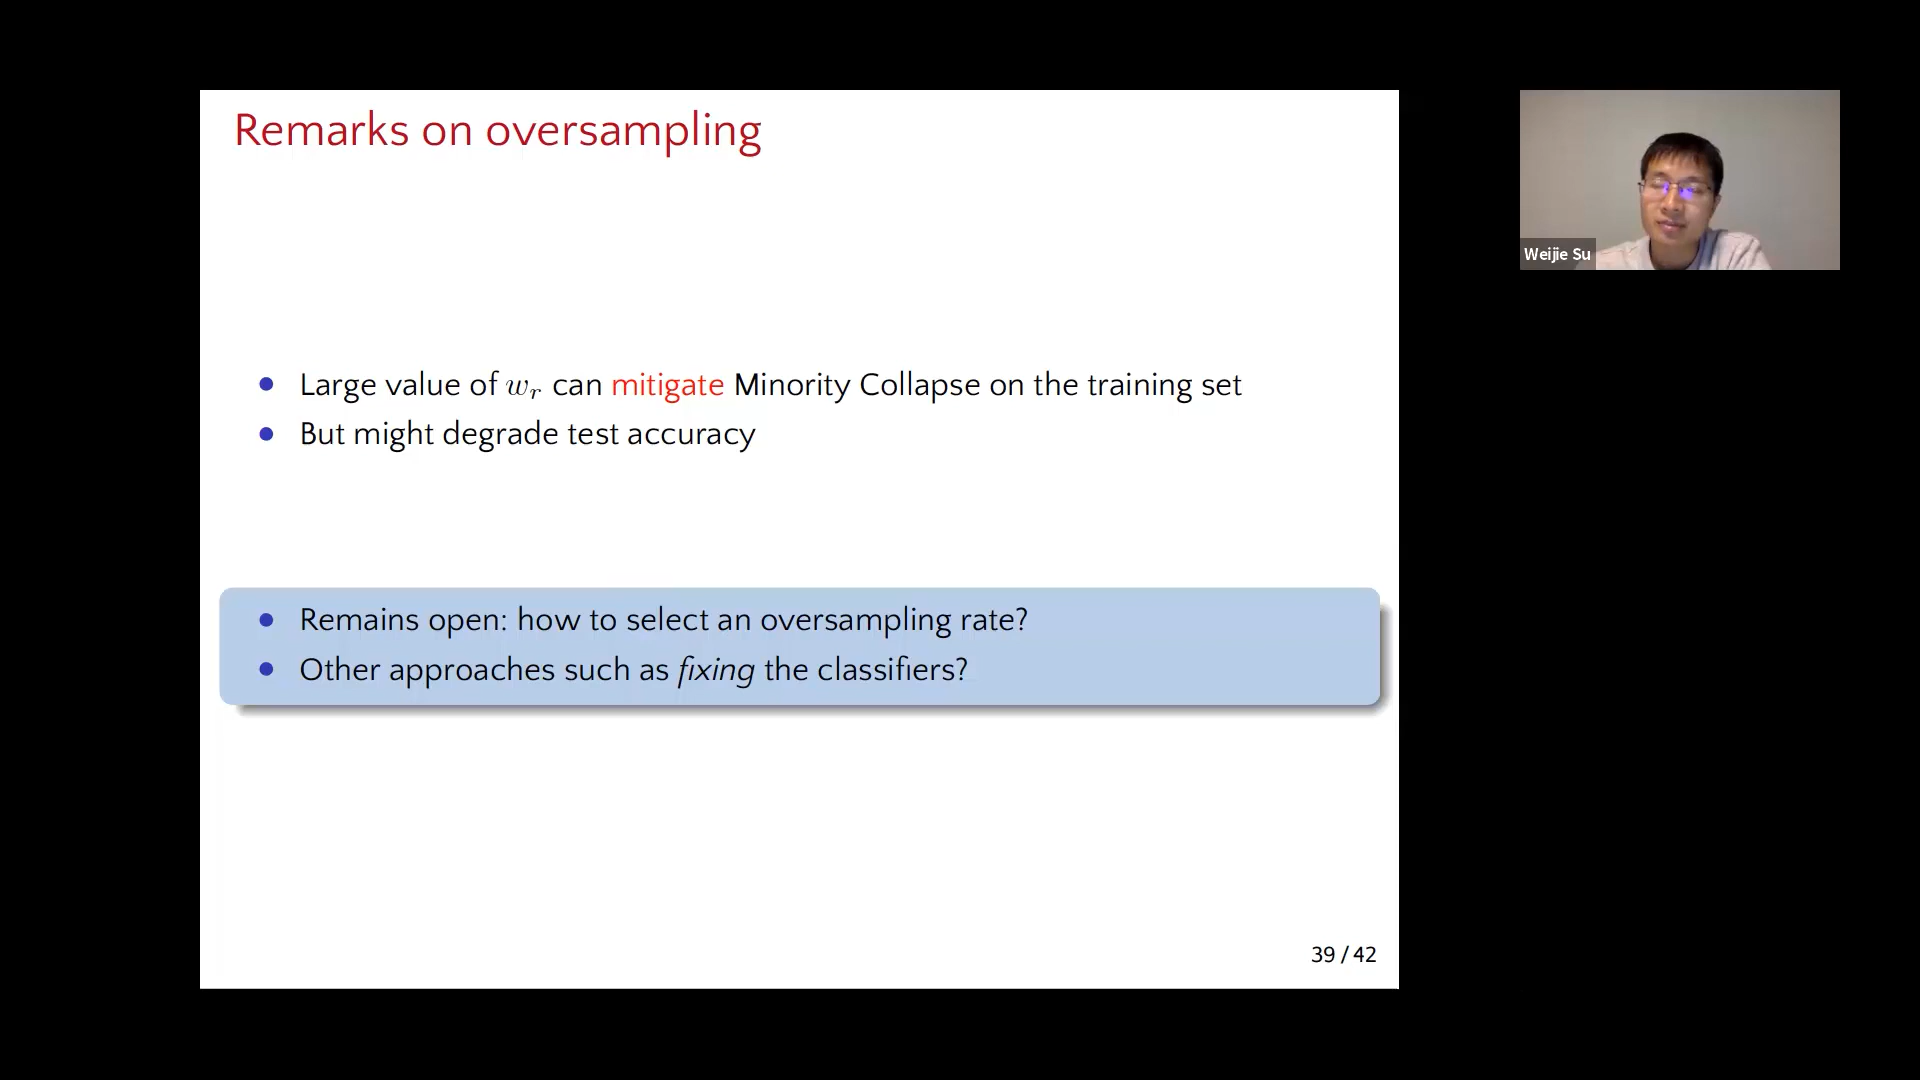 Remarks on oversampling
Weijie Su
Large value of wᵣ can mitigate Minority Collapse on the training set
But might degrade test accuracy
Remains open: how to select an oversampling rate?
Other approaches such as fixing the classifiers?
39 / 42